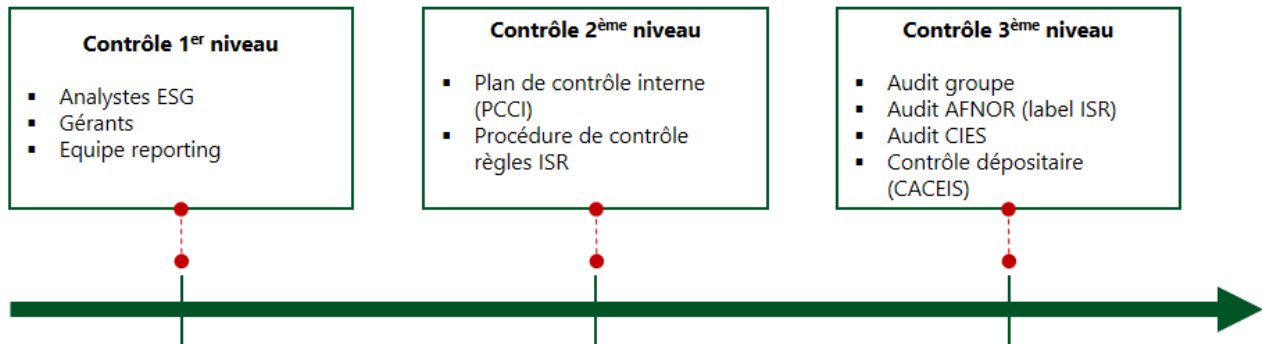 Contrôle 1er niveau
▪ Analystes ESG
▪ Gérants
▪ Equipe reporting
Contrôle 2ème niveau
▪ Plan de contrôle interne
(PCCI)
▪ Procédure de contrôle
règles ISR
Contrôle 3ème niveau
▪ Audit groupe
▪ Audit AFNOR (label ISR)
▪ Audit CIES
▪ Contrôle dépositaire
(CACEIS)